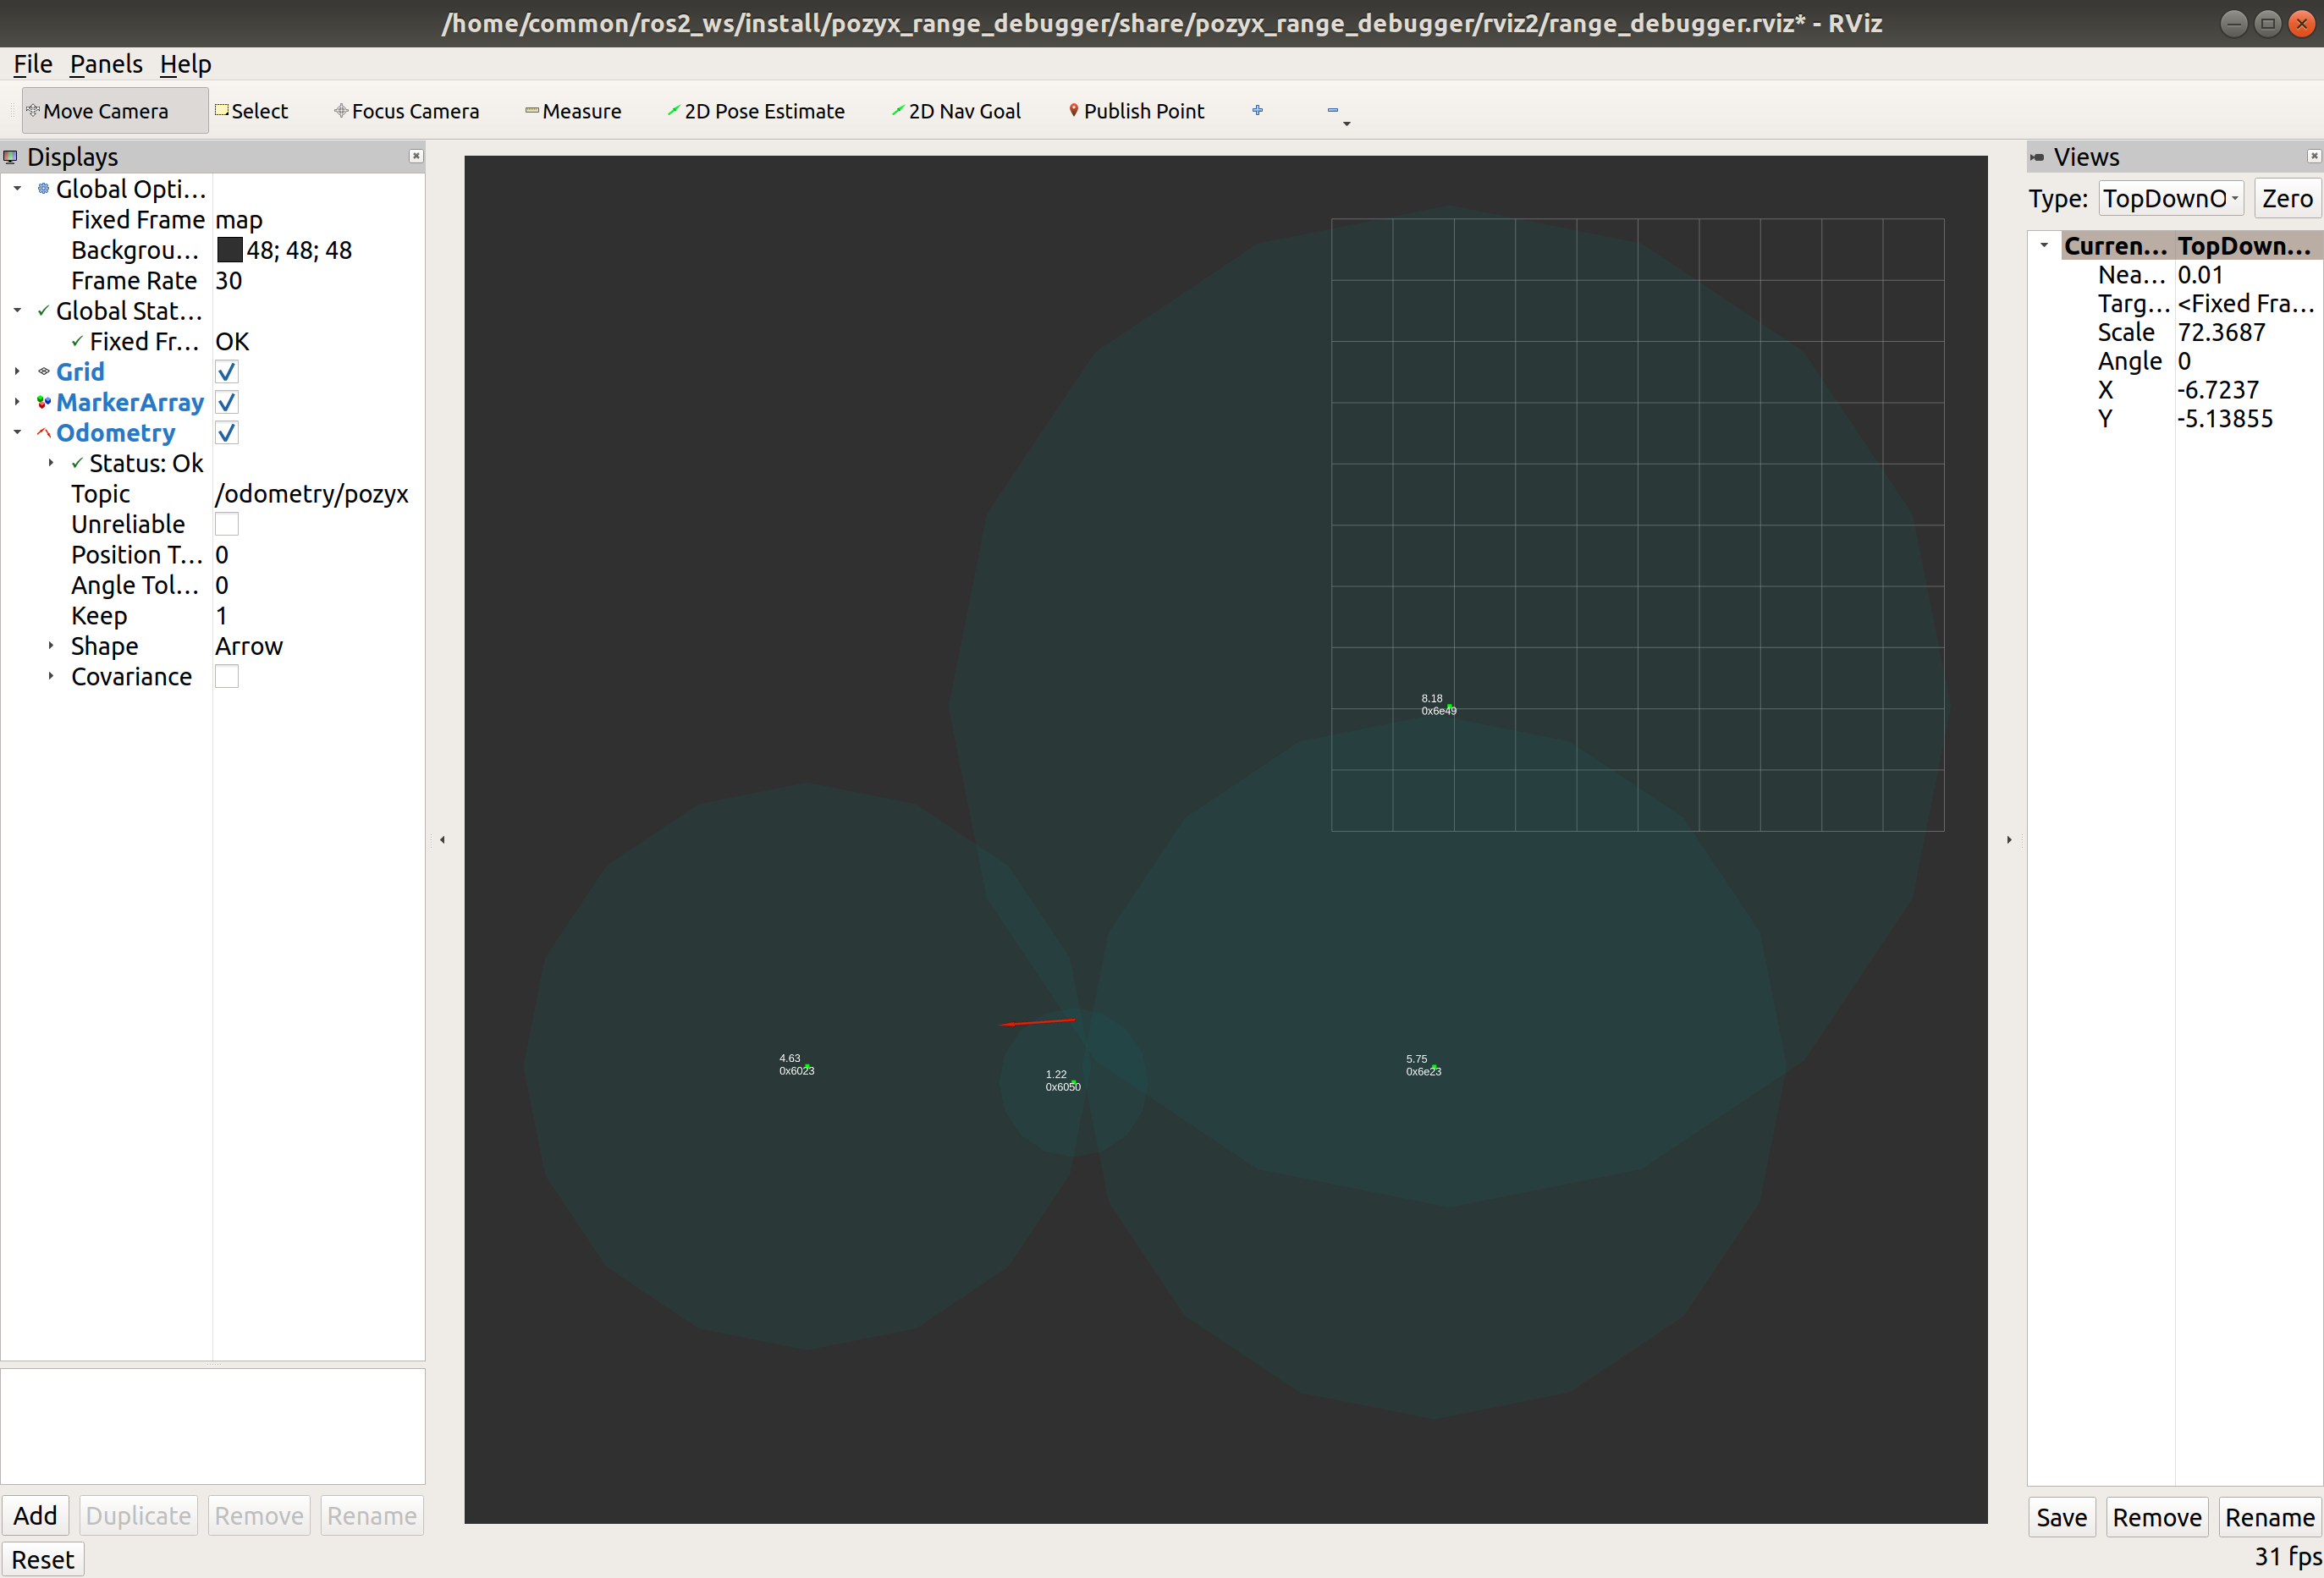 /home/common/ros2_ws/install/pozyx_range_debugger/share/pozyx_range_debugger/rviz2/range_debugger.rviz* - RViz
File Panels Help
Move Camera Select Focus Camera Measure 2D Pose Estimate 2D Nav Goal Publish Point
Displays
Global Opti...
Fixed Frame map
Backgrou... 48; 48; 48
Frame Rate 30
Global Stat...
Fixed Fr... OK
Grid
MarkerArray
Odometry
Status: Ok
Topic /odometry/pozyx
Unreliable
Position T... 0
Angle Tol... 0
Keep 1
Shape Arrow
Covariance
Add Duplicate Remove Rename
Reset
8.18
0x6e49
4.63
0x6023
1.22
0x6050
5.75
0x6e23
Views
Type: TopDownO Zero
Curren... TopDown...
Nea... 0.01
Targ... <Fixed Fra...
Scale 72.3687
Angle 0
X -6.7237
Y -5.13855
Save Remove Rename
31 fps